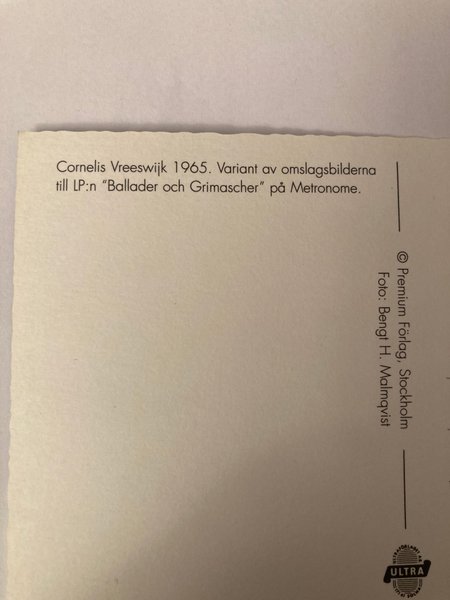 Cornelis Vreeswijk 1965. Variant av omslagsbilderna
till LP:n “Ballader och Grimascher” på Metronome.
© Premium Förlag, Stockholm
Foto: Bengt H. Malmqvist
ULTRA